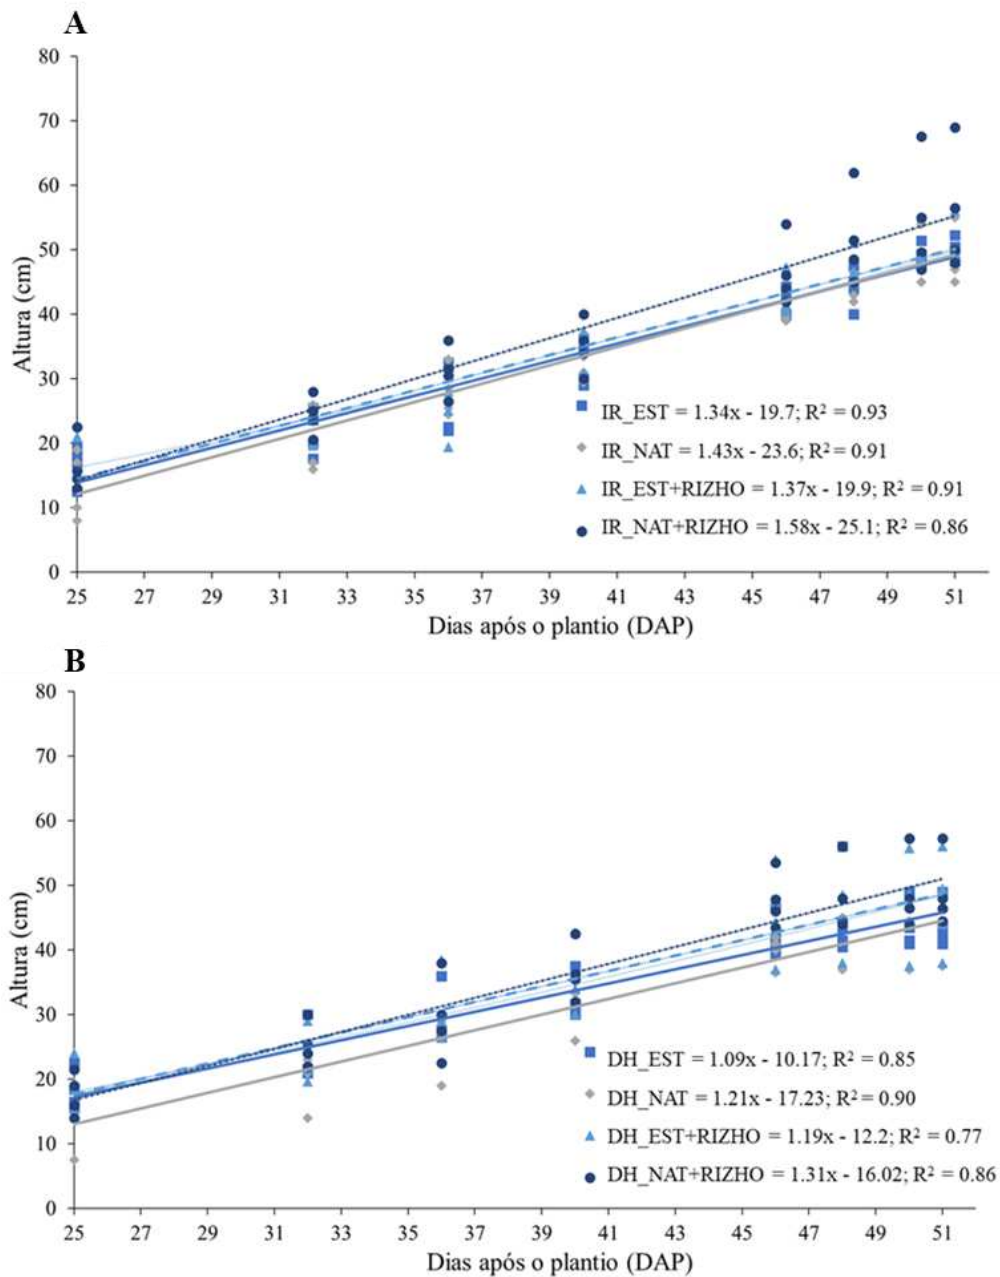 A
80
70
60
50
40
30
20
10
0
Altura (cm)
IR_EST = 1.34x - 19.7; R² = 0.93
IR_NAT = 1.43x - 23.6; R² = 0.91
IR_EST+RIZHO = 1.37x - 19.9; R² = 0.91
IR_NAT+RIZHO = 1.58x - 25.1; R² = 0.86
25 27 29 31 33 35 37 39 41 43 45 47 49 51
Dias após o plantio (DAP)
B
80
70
60
50
40
30
20
10
0
Altura (cm)
DH_EST = 1.09x - 10.17; R² = 0.85
DH_NAT = 1.21x - 17.23; R² = 0.90
DH_EST+RIZHO = 1.19x - 12.2; R² = 0.77
DH_NAT+RIZHO = 1.31x - 16.02; R² = 0.86
25 27 29 31 33 35 37 39 41 43 45 47 49 51
Dias após o plantio (DAP)